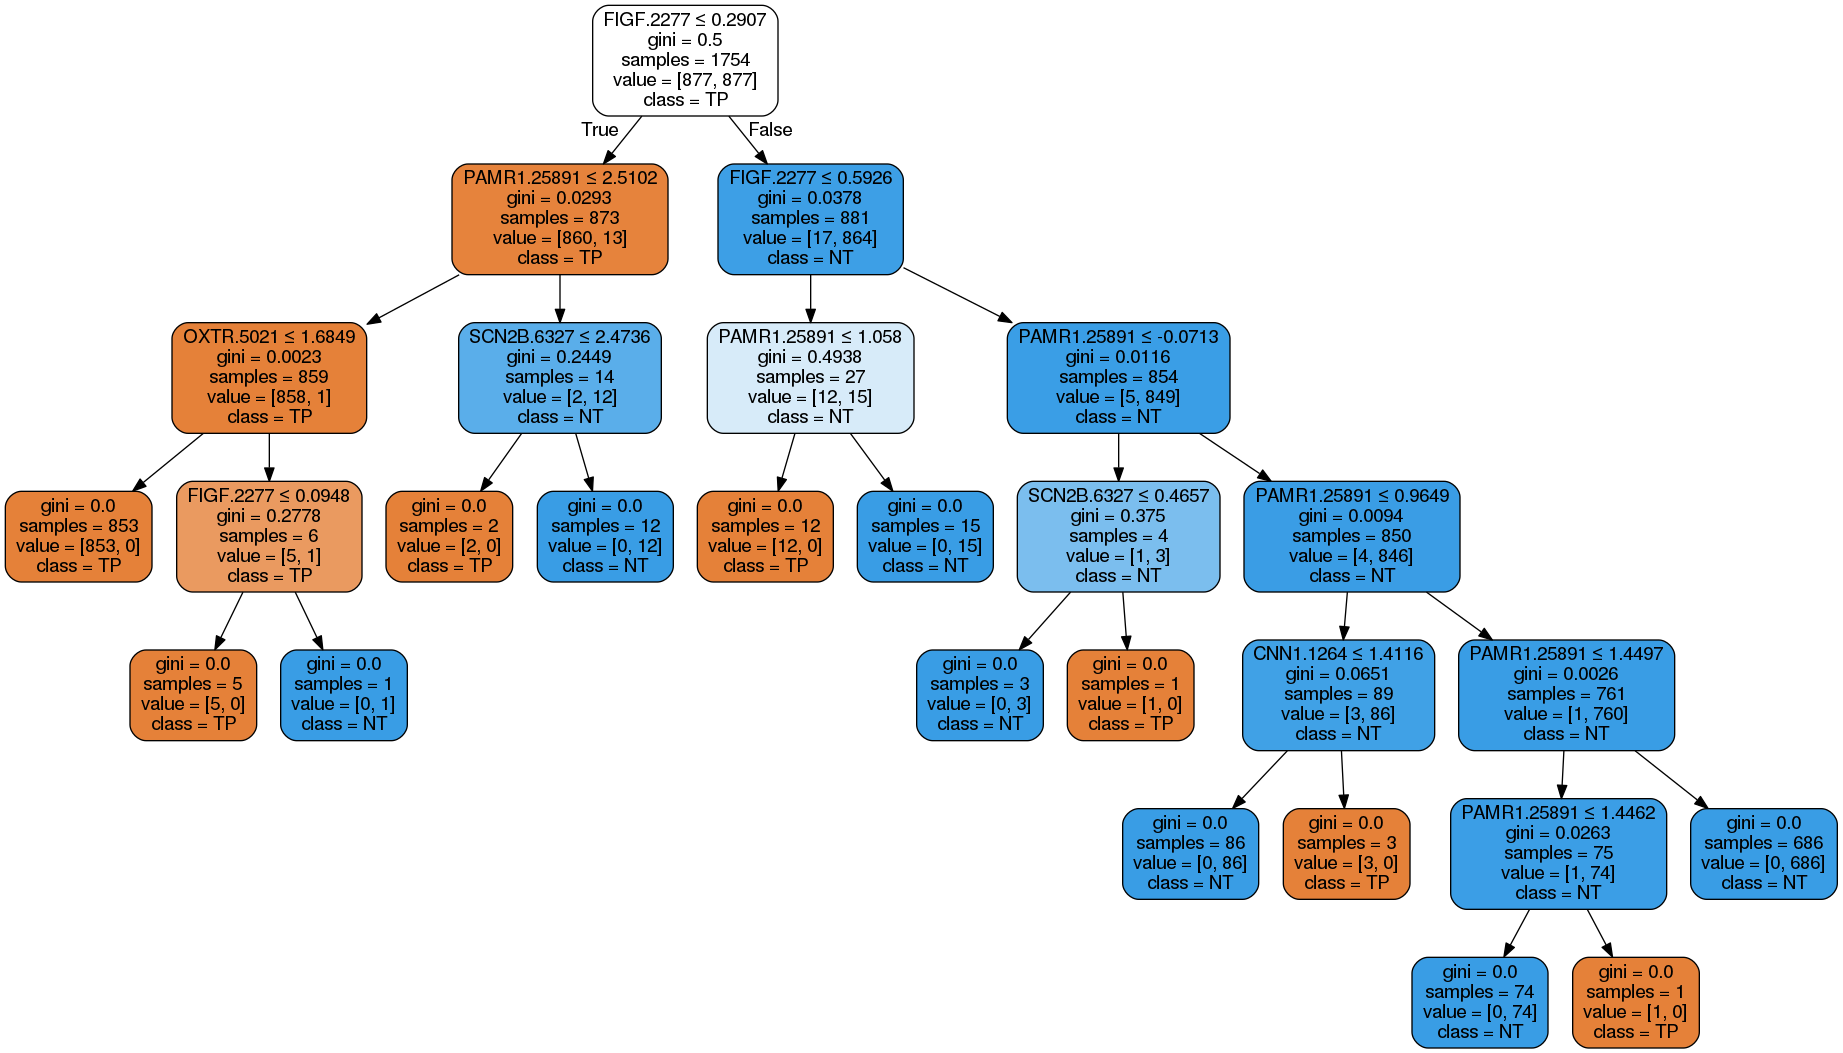 FIGF.2277 ≤ 0.2907
gini = 0.5
samples = 1754
value = [877, 877]
class = TP
True
False
PAMR1.25891 ≤ 2.5102
gini = 0.0293
samples = 873
value = [860, 13]
class = TP
FIGF.2277 ≤ 0.5926
gini = 0.0378
samples = 881
value = [17, 864]
class = NT
OXTR.5021 ≤ 1.6849
gini = 0.0023
samples = 859
value = [858, 1]
class = TP
SCN2B.6327 ≤ 2.4736
gini = 0.2449
samples = 14
value = [2, 12]
class = NT
PAMR1.25891 ≤ 1.058
gini = 0.4938
samples = 27
value = [12, 15]
class = NT
PAMR1.25891 ≤ -0.0713
gini = 0.0116
samples = 854
value = [5, 849]
class = NT
gini = 0.0
samples = 853
value = [853, 0]
class = TP
FIGF.2277 ≤ 0.0948
gini = 0.2778
samples = 6
value = [5, 1]
class = TP
gini = 0.0
samples = 2
value = [2, 0]
class = TP
gini = 0.0
samples = 12
value = [0, 12]
class = NT
gini = 0.0
samples = 12
value = [12, 0]
class = TP
gini = 0.0
samples = 15
value = [0, 15]
class = NT
SCN2B.6327 ≤ 0.4657
gini = 0.375
samples = 4
value = [1, 3]
class = NT
PAMR1.25891 ≤ 0.9649
gini = 0.0094
samples = 850
value = [4, 846]
class = NT
gini = 0.0
samples = 5
value = [5, 0]
class = TP
gini = 0.0
samples = 1
value = [0, 1]
class = NT
gini = 0.0
samples = 3
value = [0, 3]
class = NT
gini = 0.0
samples = 1
value = [1, 0]
class = TP
CNN1.1264 ≤ 1.4116
gini = 0.0651
samples = 89
value = [3, 86]
class = NT
PAMR1.25891 ≤ 1.4497
gini = 0.0026
samples = 761
value = [1, 760]
class = NT
gini = 0.0
samples = 86
value = [0, 86]
class = NT
gini = 0.0
samples = 3
value = [3, 0]
class = TP
PAMR1.25891 ≤ 1.4462
gini = 0.0263
samples = 75
value = [1, 74]
class = NT
gini = 0.0
samples = 686
value = [0, 686]
class = NT
gini = 0.0
samples = 74
value = [0, 74]
class = NT
gini = 0.0
samples = 1
value = [1, 0]
class = TP